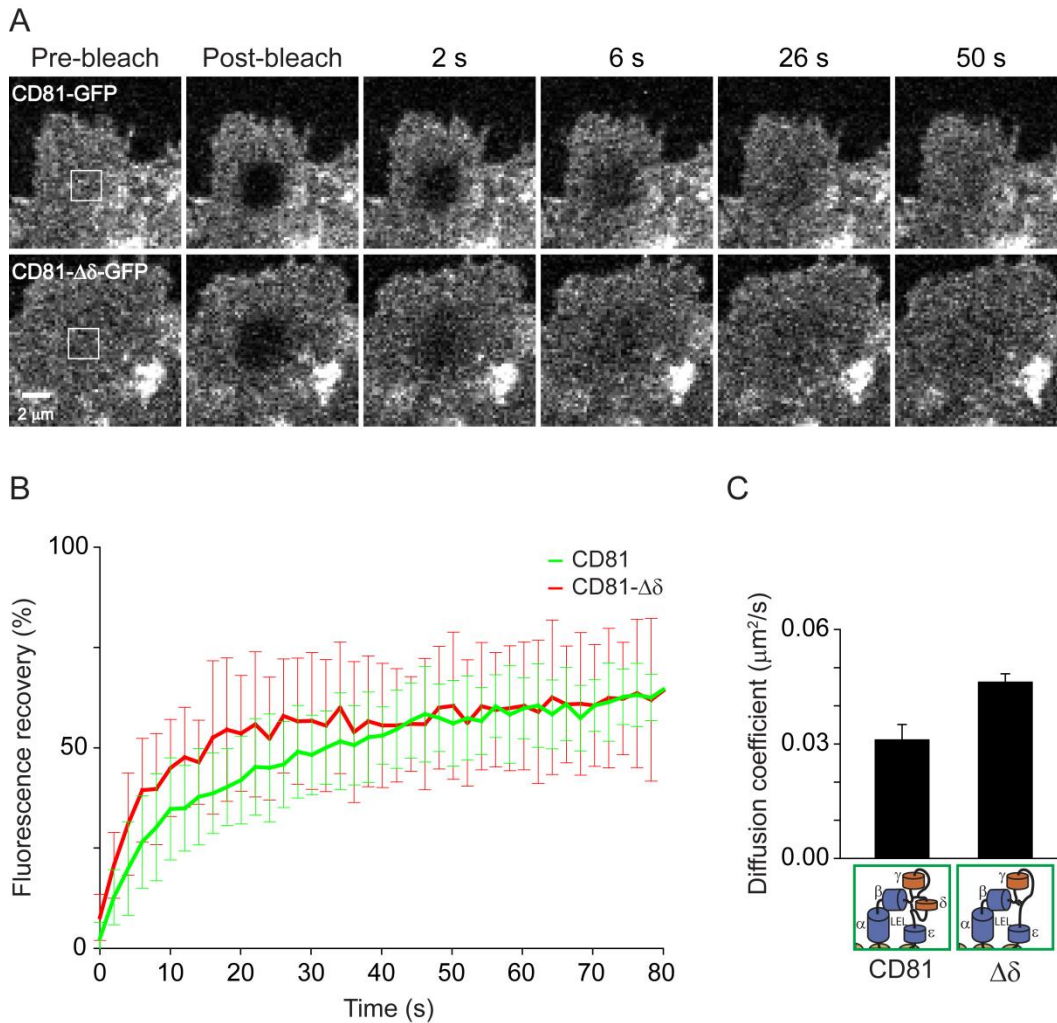 A
Pre-bleach Post-bleach 2 s 6 s 26 s 50 s
CD81-GFP
CD81-Δδ-GFP
2 μm
B
100
50
0
Fluorescence recovery (%)
CD81
CD81-Δδ
0 10 20 30 40 50 60 70 80
Time (s)
C
Diffusion coefficient (μm²/s)
0.06
0.03
0.00
α β γ δ ε LEL
α β γ ε LEL
CD81 Δδ